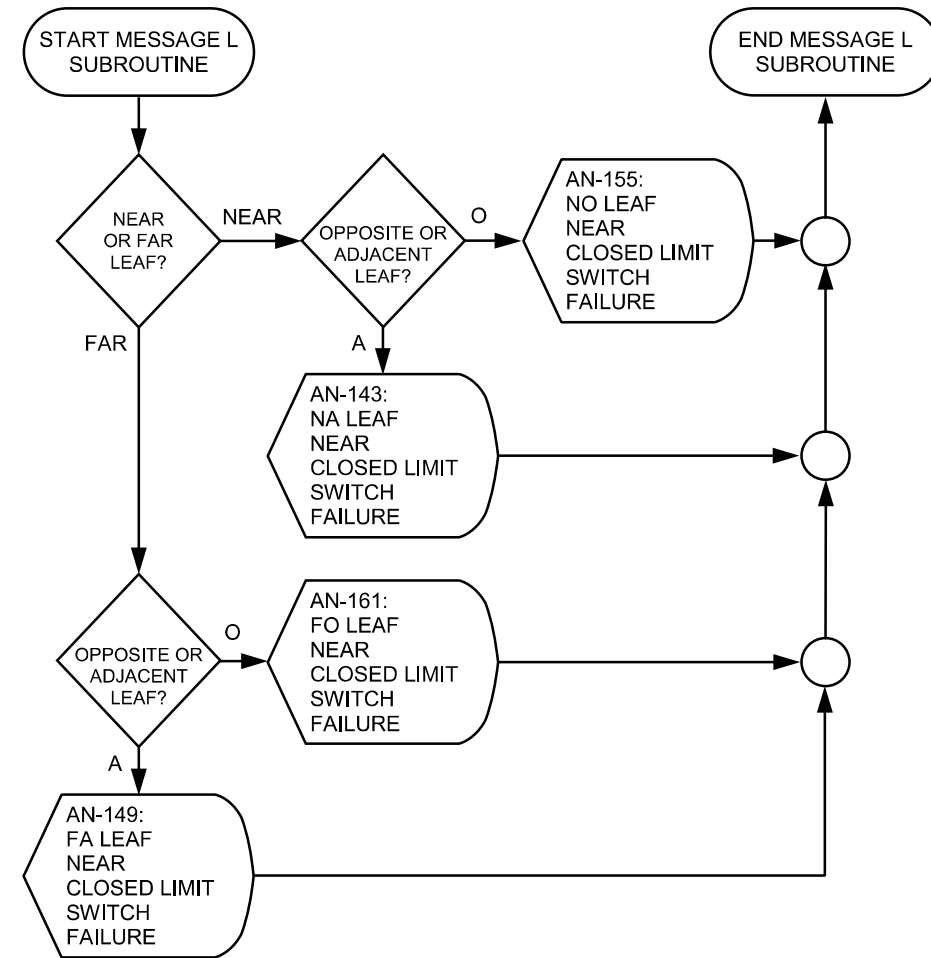 START MESSAGE L
SUBROUTINE
END MESSAGE L
SUBROUTINE
NEAR
OR FAR
LEAF?
NEAR
OPPOSITE OR
ADJACENT
LEAF?
O
AN-155:
NO LEAF
NEAR
CLOSED LIMIT
SWITCH
FAILURE
FAR
A
AN-143:
NA LEAF
NEAR
CLOSED LIMIT
SWITCH
FAILURE
OPPOSITE OR
ADJACENT
LEAF?
O
AN-161:
FO LEAF
NEAR
CLOSED LIMIT
SWITCH
FAILURE
A
AN-149:
FA LEAF
NEAR
CLOSED LIMIT
SWITCH
FAILURE